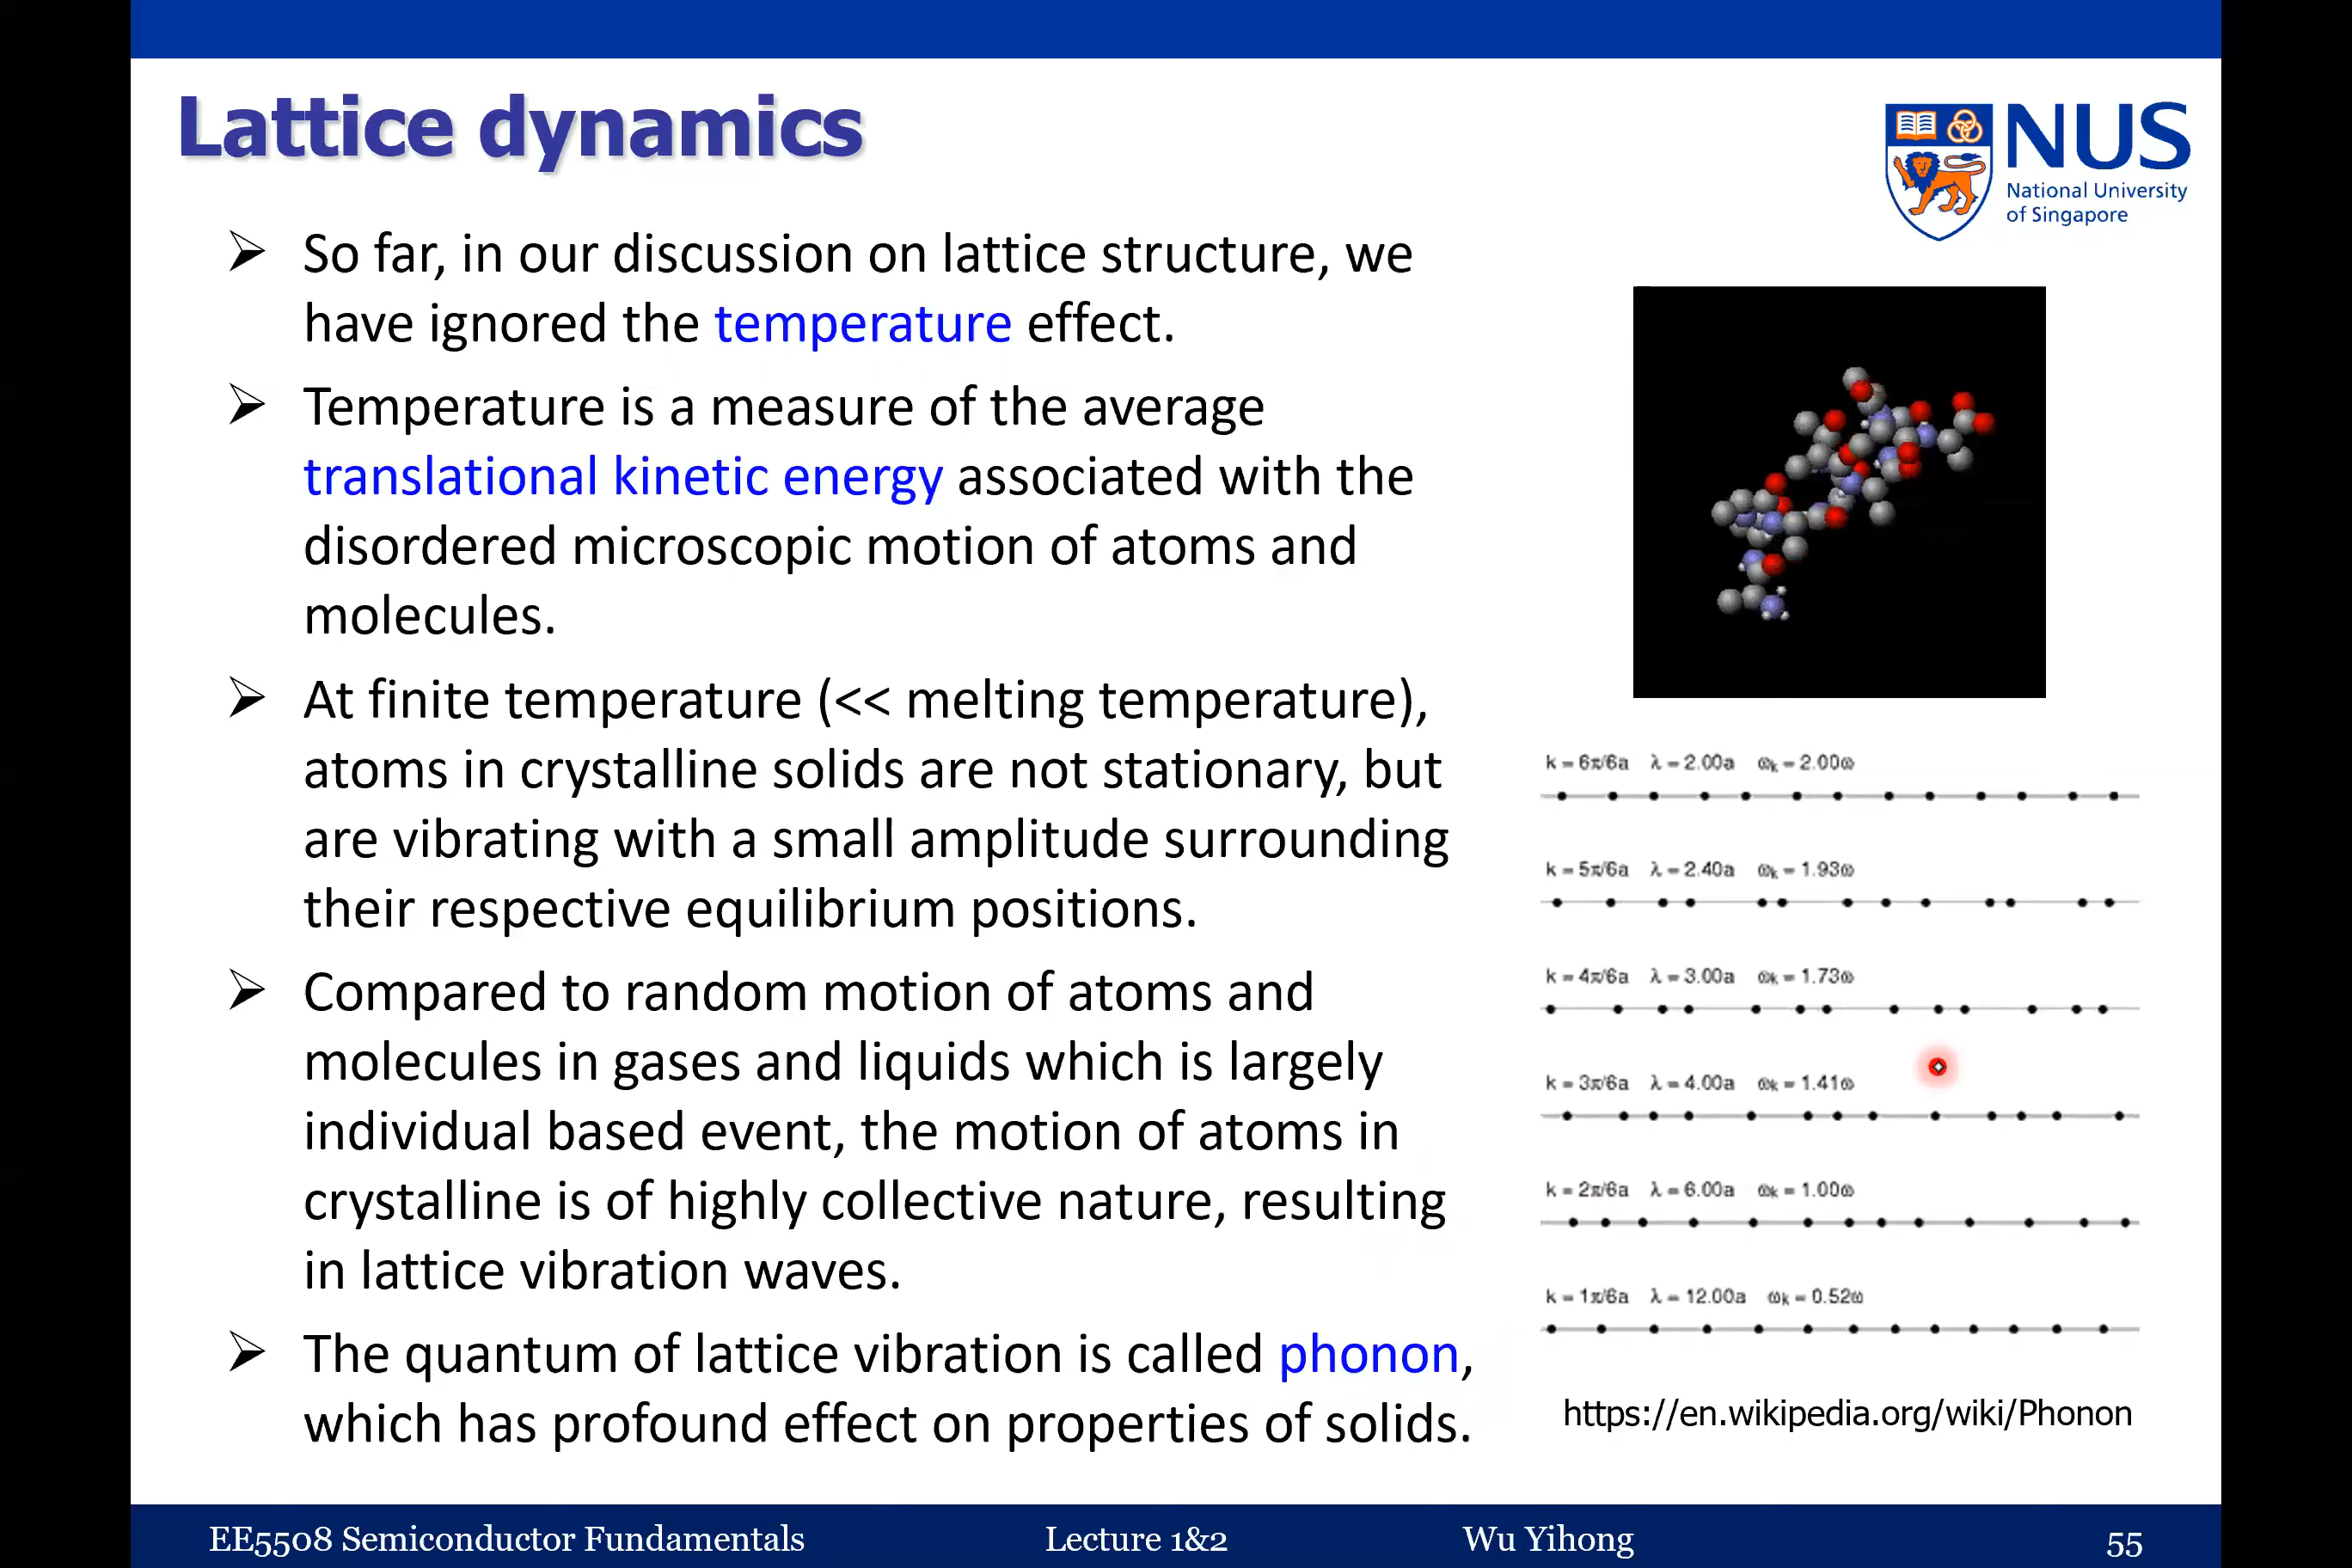 Lattice dynamics
NUS
National University
of Singapore
➢ So far, in our discussion on lattice structure, we
have ignored the temperature effect.
➢ Temperature is a measure of the average
translational kinetic energy associated with the
disordered microscopic motion of atoms and
molecules.
➢ At finite temperature (<< melting temperature),
atoms in crystalline solids are not stationary, but
are vibrating with a small amplitude surrounding
their respective equilibrium positions.
➢ Compared to random motion of atoms and
molecules in gases and liquids which is largely
individual based event, the motion of atoms in
crystalline is of highly collective nature, resulting
in lattice vibration waves.
➢ The quantum of lattice vibration is called phonon,
which has profound effect on properties of solids.
k = 6π/6a λ = 2.00a ωk = 2.00ω
k = 5π/6a λ = 2.40a ωk = 1.93ω
k = 4π/6a λ = 3.00a ωk = 1.73ω
k = 3π/6a λ = 4.00a ωk = 1.41ω
k = 2π/6a λ = 6.00a ωk = 1.00ω
k = 1π/6a λ = 12.00a ωk = 0.52ω
https://en.wikipedia.org/wiki/Phonon
EE5508 Semiconductor Fundamentals Lecture 1&2 Wu Yihong 55